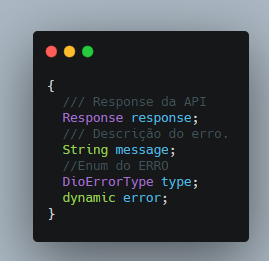 {
/// Response da API
Response response;
/// Descrição do erro.
String message;
//Enum do ERRO
DioErrorType type;
dynamic error;
}